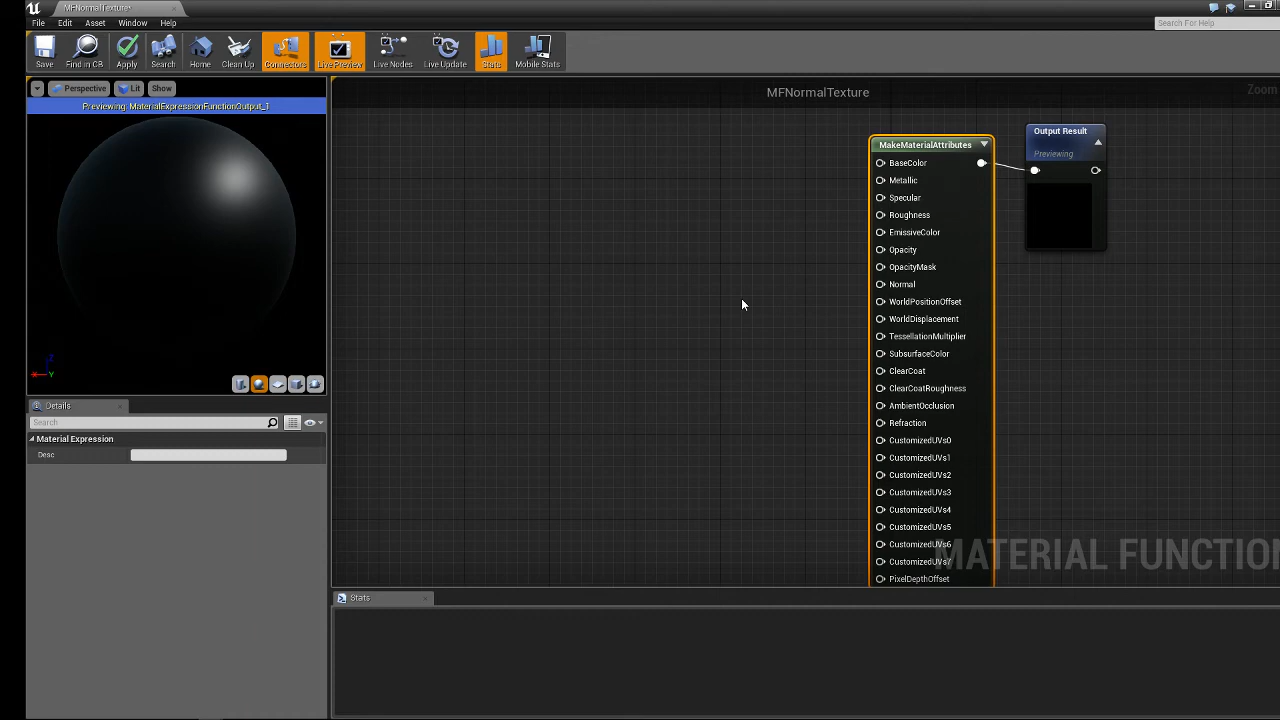 MFNormalTexture*
File Edit Asset Window Help
Search For Help
Save Find in CB Apply Search Home Clean Up Connectors Live Preview Live Nodes Live Update Stats Mobile Stats
Perspective Lit Show
Previewing: MaterialExpressionFunctionOutput_1
MFNormalTexture
Zoom
Output Result
Previewing
MakeMaterialAttributes
BaseColor
Metallic
Specular
Roughness
EmissiveColor
Opacity
OpacityMask
Normal
WorldPositionOffset
WorldDisplacement
TessellationMultiplier
SubsurfaceColor
ClearCoat
ClearCoatRoughness
AmbientOcclusion
Refraction
CustomizedUVs0
CustomizedUVs1
CustomizedUVs2
CustomizedUVs3
CustomizedUVs4
CustomizedUVs5
CustomizedUVs6
CustomizedUVs7
PixelDepthOffset
MATERIAL FUNCTION
Z
X Y
Details
Search
Material Expression
Desc
Stats